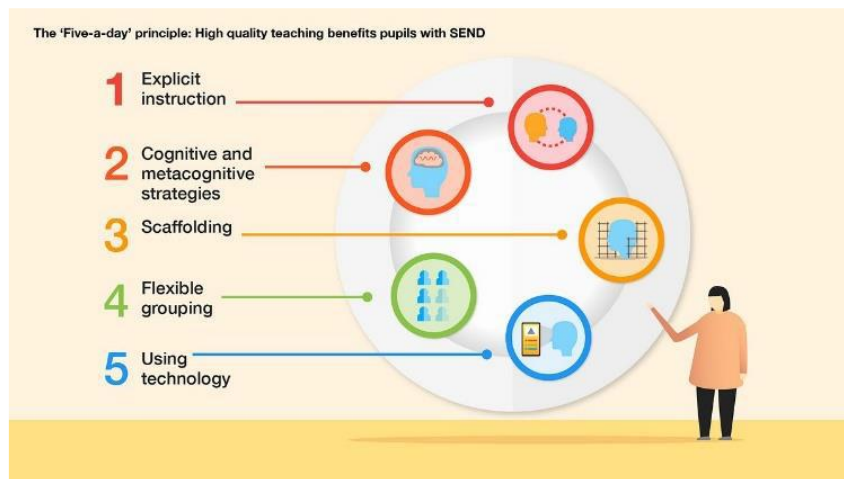 The ‘Five-a-day’ principle: High quality teaching benefits pupils with SEND
1 Explicit
instruction
2 Cognitive and
metacognitive
strategies
3 Scaffolding
4 Flexible
grouping
5 Using
technology